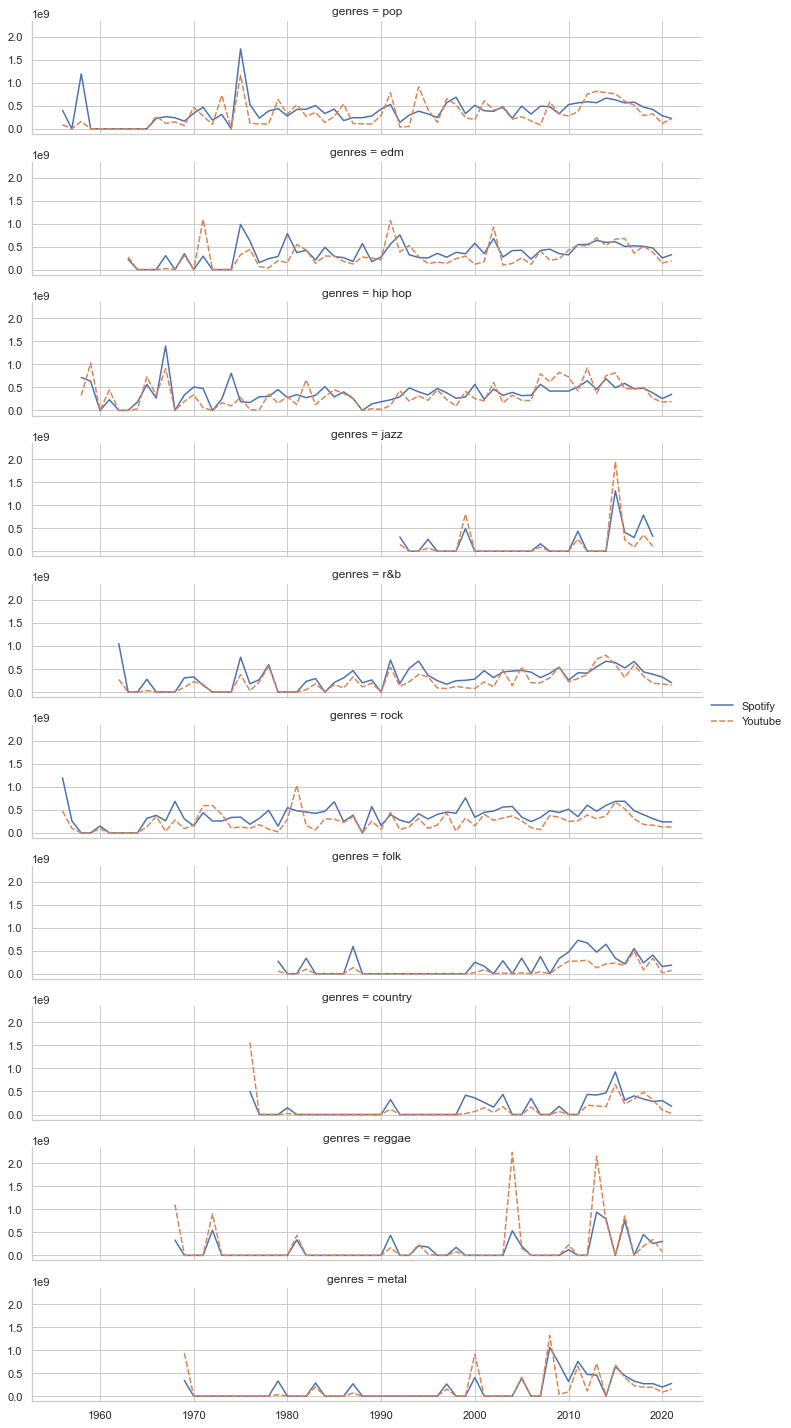 genres = pop
1e9
2.0
1.5
1.0
0.5
0.0
genres = edm
1e9
2.0
1.5
1.0
0.5
0.0
genres = hip hop
1e9
2.0
1.5
1.0
0.5
0.0
genres = jazz
1e9
2.0
1.5
1.0
0.5
0.0
genres = r&b
1e9
2.0
1.5
1.0
0.5
0.0
Spotify
Youtube
genres = rock
1e9
2.0
1.5
1.0
0.5
0.0
genres = folk
1e9
2.0
1.5
1.0
0.5
0.0
genres = country
1e9
2.0
1.5
1.0
0.5
0.0
genres = reggae
1e9
2.0
1.5
1.0
0.5
0.0
genres = metal
1e9
2.0
1.5
1.0
0.5
0.0
1960 1970 1980 1990 2000 2010 2020